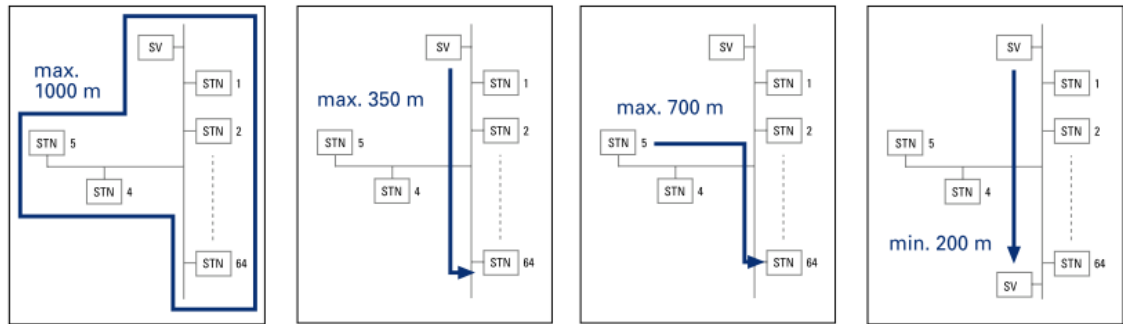 SV
max.
1000 m
STN 1
STN 2
STN 5
STN 4
STN 64
SV
max. 350 m
STN 1
STN 2
STN 5
STN 4
STN 64
SV
max. 700 m
STN 1
STN 2
STN 5
STN 4
STN 64
SV
STN 1
STN 2
STN 5
STN 4
min. 200 m
STN 64
SV